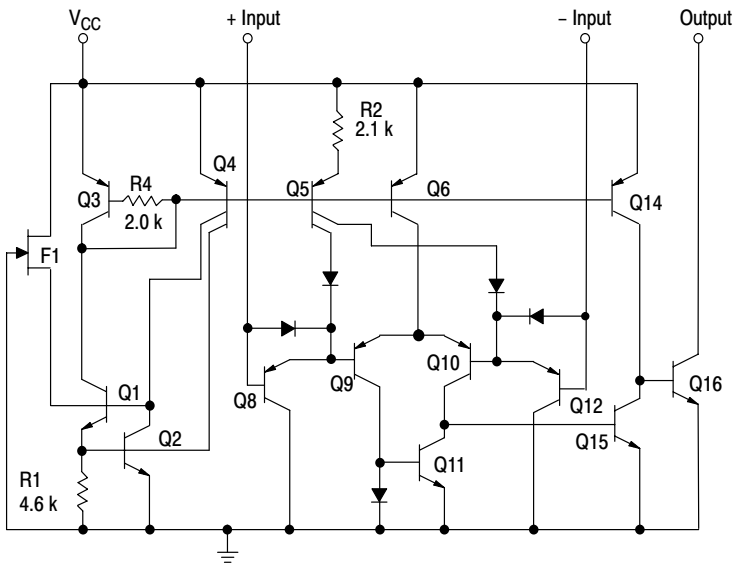 VCC
+ Input
– Input
Output
R2
2.1 k
Q4
R4
Q3
Q5
Q6
2.0 k
Q14
F1
Q1
Q10
Q8
Q9
Q12
Q16
Q2
Q15
Q11
R1
4.6 k